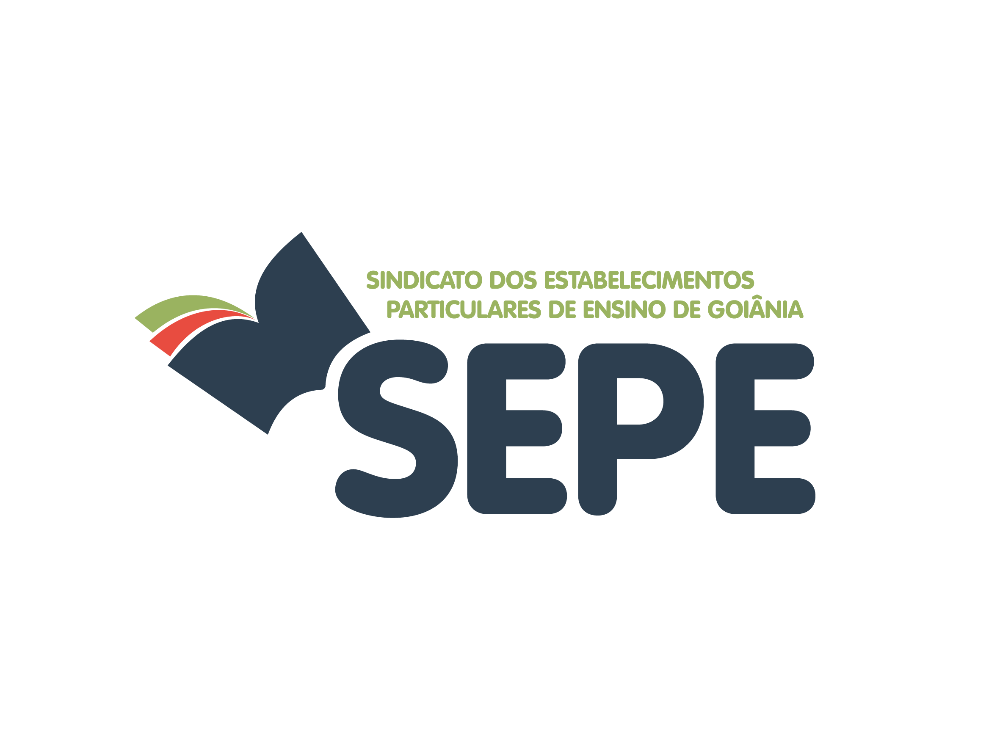 SINDICATO DOS ESTABELECIMENTOS
PARTICULARES DE ENSINO DE GOIÂNIA
SEPE